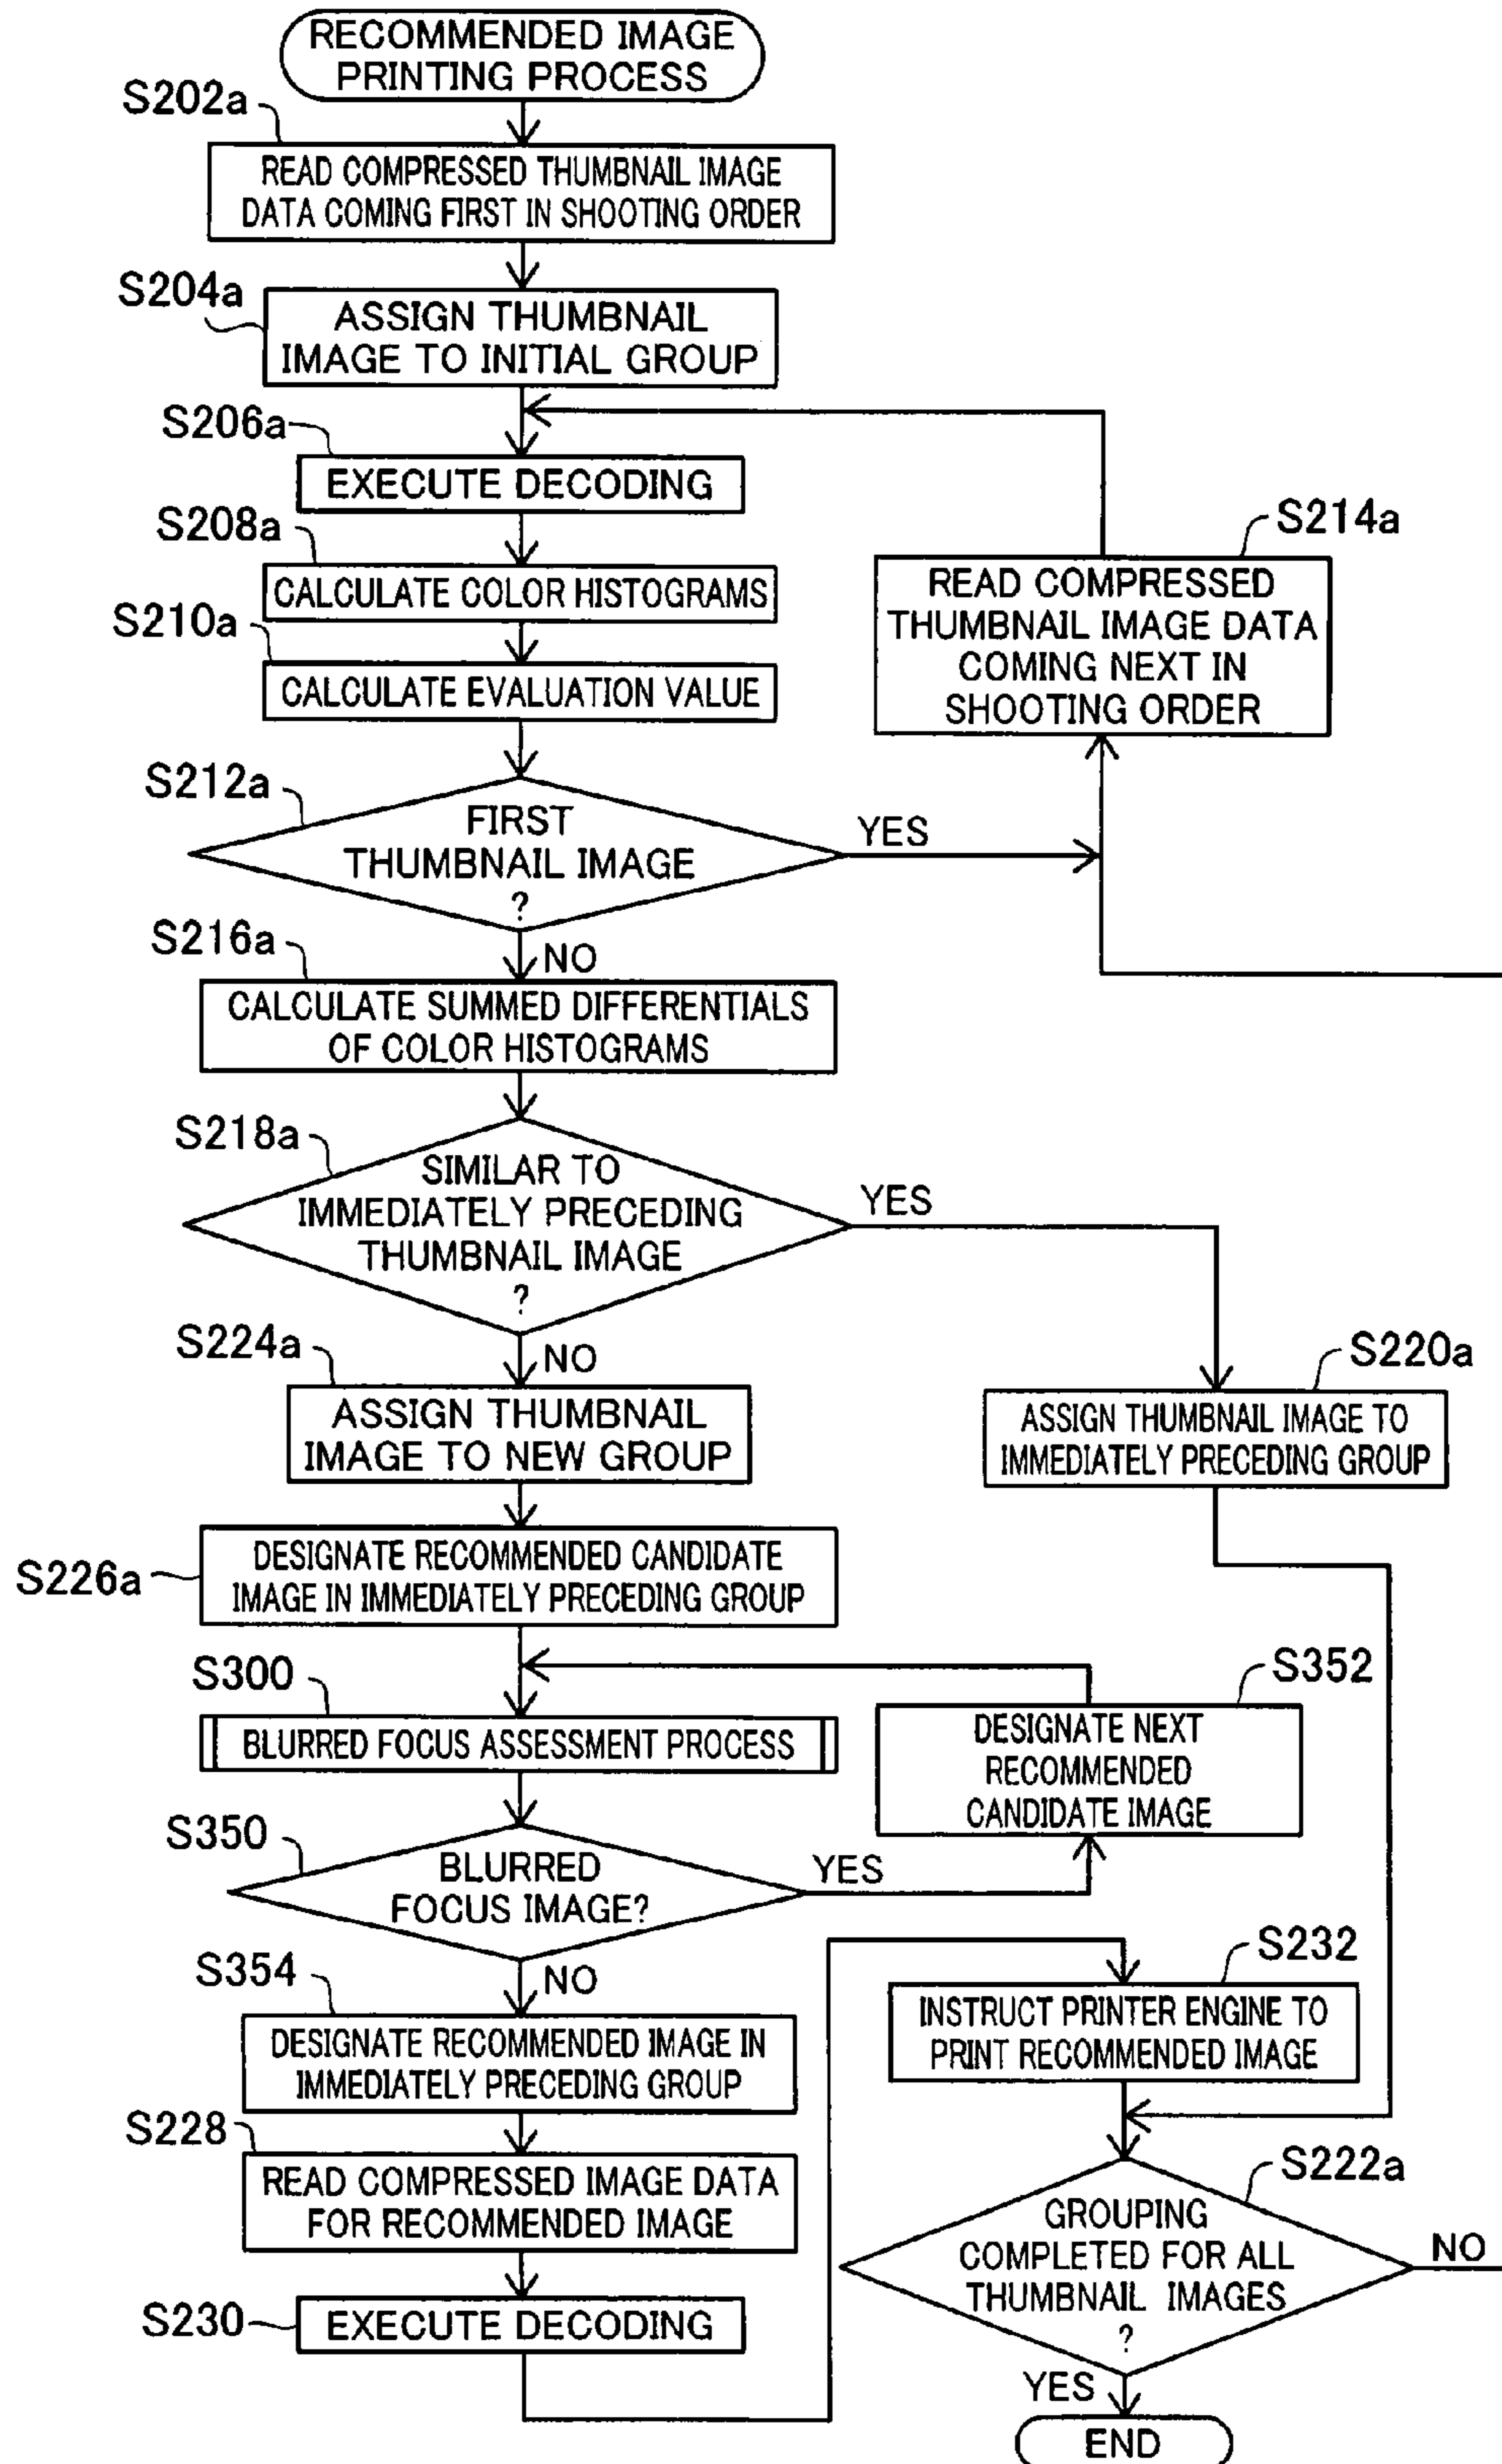 RECOMMENDED IMAGE
PRINTING PROCESS
S202a
READ COMPRESSED THUMBNAIL IMAGE
DATA COMING FIRST IN SHOOTING ORDER
S204a
ASSIGN THUMBNAIL
IMAGE TO INITIAL GROUP
S206a
EXECUTE DECODING
S208a
CALCULATE COLOR HISTOGRAMS
S210a
CALCULATE EVALUATION VALUE
S214a
READ COMPRESSED
THUMBNAIL IMAGE DATA
COMING NEXT IN
SHOOTING ORDER
S212a
FIRST
THUMBNAIL IMAGE
?
YES
NO
S216a
CALCULATE SUMMED DIFFERENTIALS
OF COLOR HISTOGRAMS
S218a
SIMILAR TO
IMMEDIATELY PRECEDING
THUMBNAIL IMAGE
?
YES
NO
S224a
ASSIGN THUMBNAIL
IMAGE TO NEW GROUP
S220a
ASSIGN THUMBNAIL IMAGE TO
IMMEDIATELY PRECEDING GROUP
S226a
DESIGNATE RECOMMENDED CANDIDATE
IMAGE IN IMMEDIATELY PRECEDING GROUP
S300
BLURRED FOCUS ASSESSMENT PROCESS
S352
DESIGNATE NEXT
RECOMMENDED
CANDIDATE IMAGE
S350
BLURRED
FOCUS IMAGE?
YES
NO
S354
DESIGNATE RECOMMENDED IMAGE IN
IMMEDIATELY PRECEDING GROUP
S228
READ COMPRESSED IMAGE DATA
FOR RECOMMENDED IMAGE
S230
EXECUTE DECODING
S232
INSTRUCT PRINTER ENGINE TO
PRINT RECOMMENDED IMAGE
S222a
GROUPING
COMPLETED FOR ALL
THUMBNAIL IMAGES
?
NO
YES
END